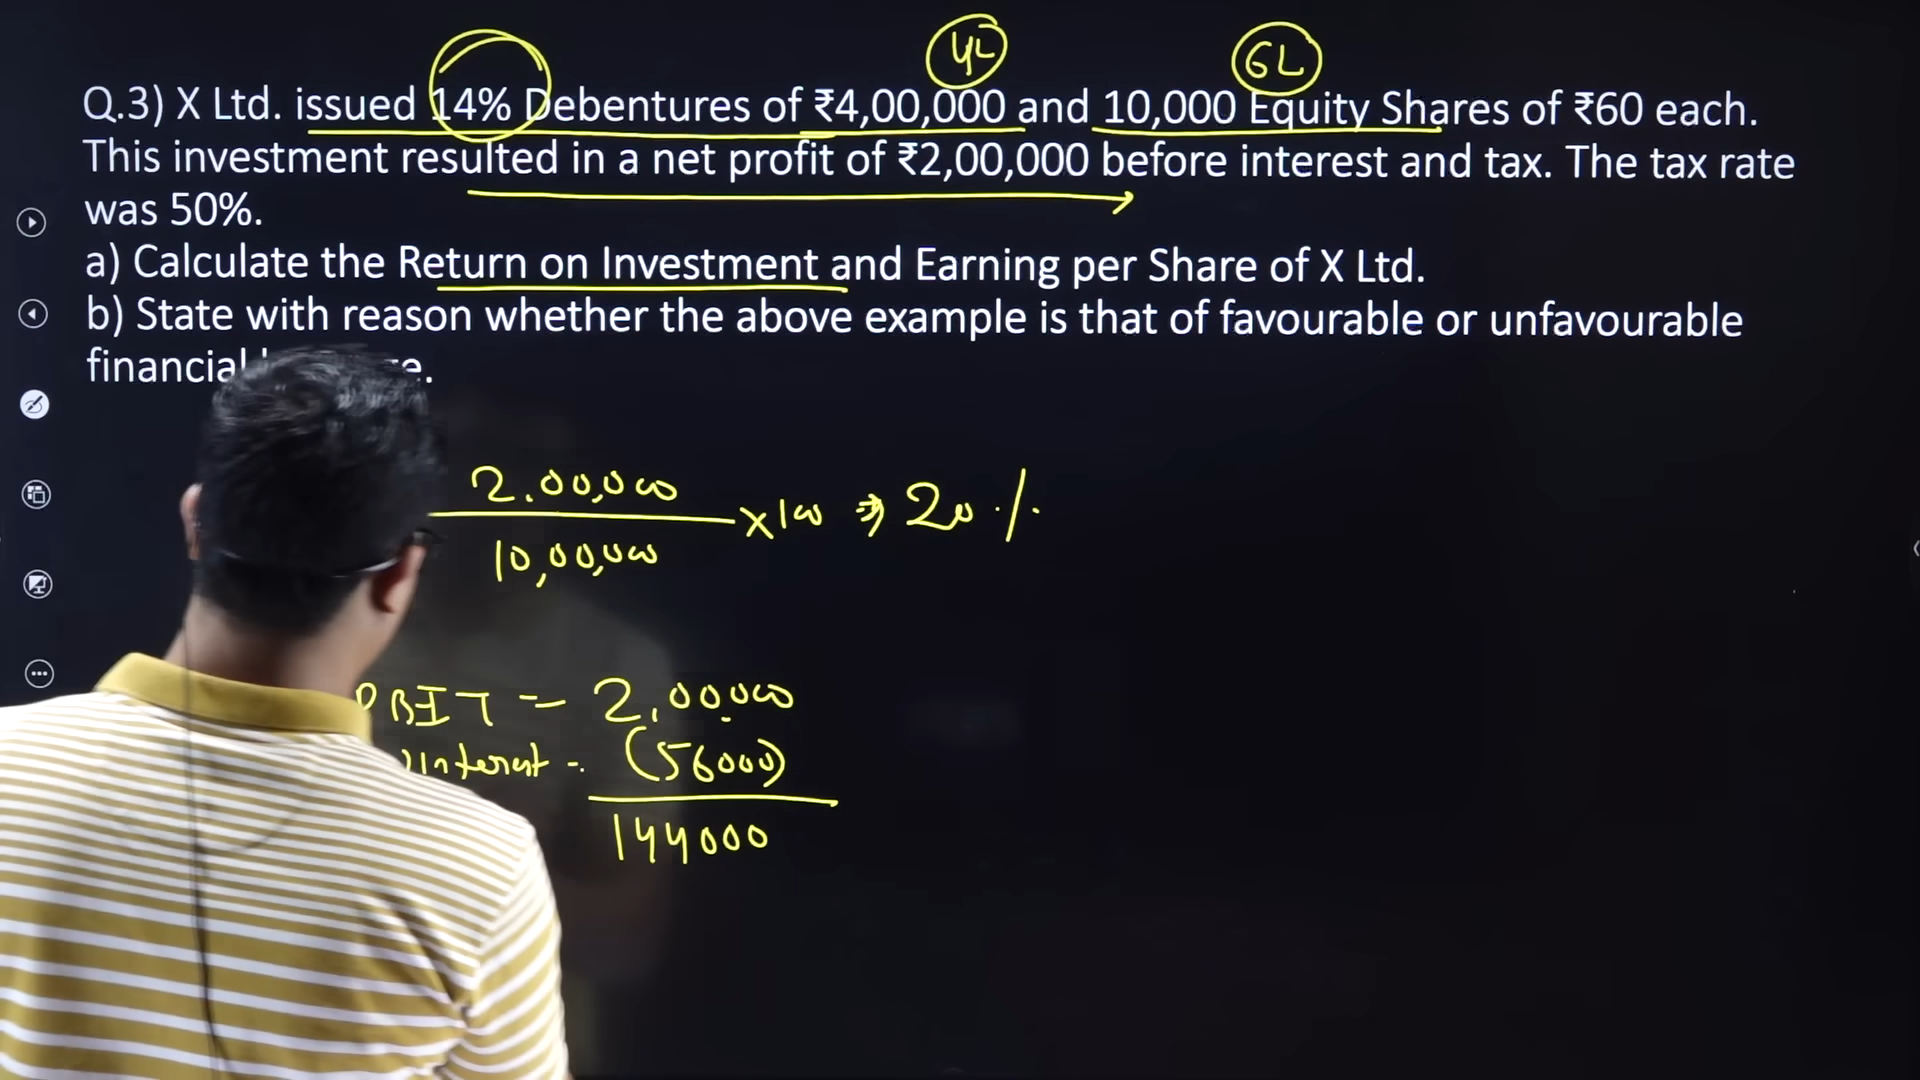 4L 6L
Q.3) X Ltd. issued 14% Debentures of ₹4,00,000 and 10,000 Equity Shares of ₹60 each.
This investment resulted in a net profit of ₹2,00,000 before interest and tax. The tax rate
was 50%.
a) Calculate the Return on Investment and Earning per Share of X Ltd.
b) State with reason whether the above example is that of favourable or unfavourable
financial
2,00,000
10,00,000 ×100 ⇒ 20%
PBIT - 2,00,000
Interest - (56000)
144000